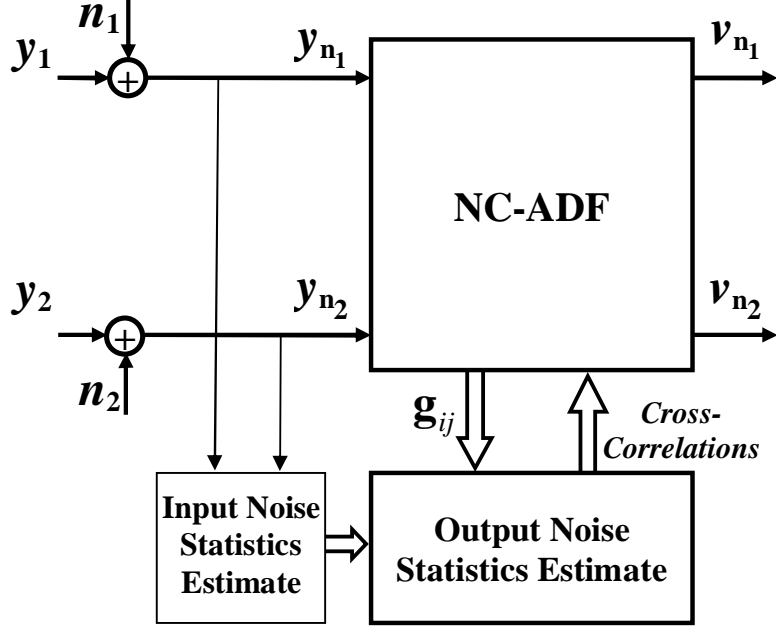 n1
y1
+
yn1
vn1
NC-ADF
y2
+
yn2
vn2
n2
gij
Cross-
Correlations
Input Noise
Statistics
Estimate
Output Noise
Statistics Estimate